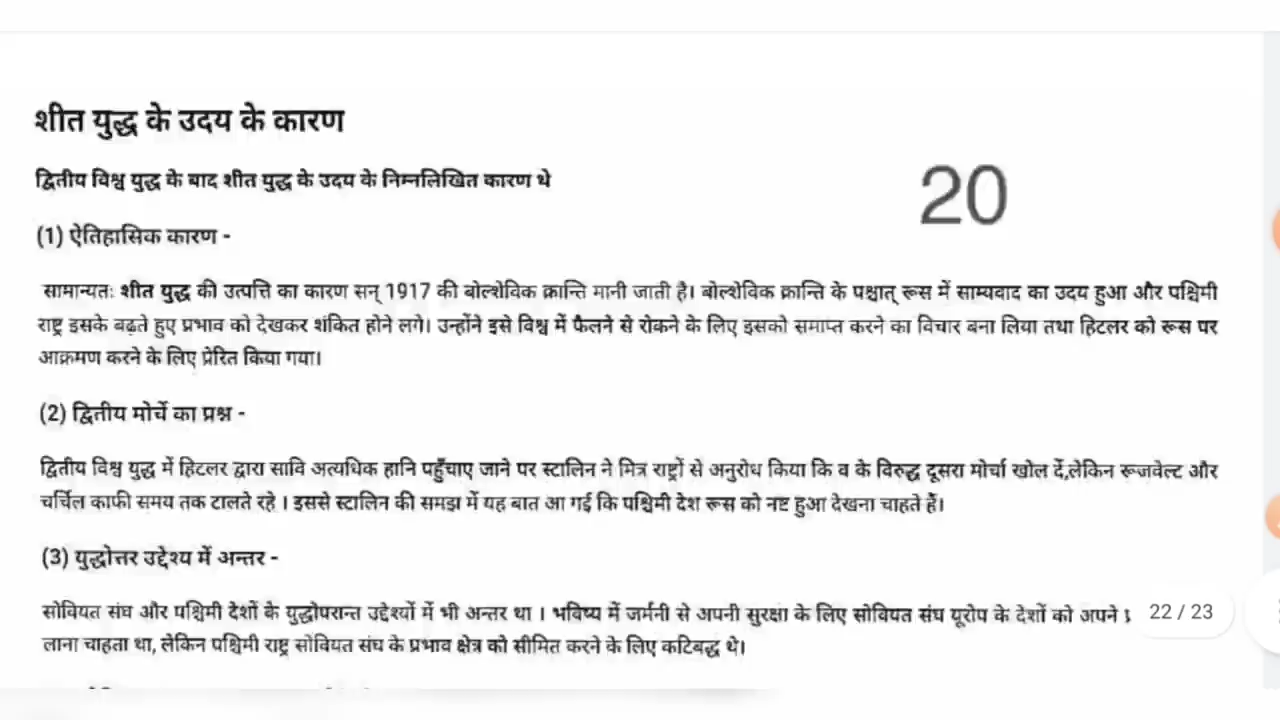 शीत युद्ध के उदय के कारण
द्वितीय विश्व युद्ध के बाद शीत युद्ध के उदय के निम्नलिखित कारण थे
20
(1) ऐतिहासिक कारण -
सामान्यतः शीत युद्ध की उत्पत्ति का कारण सन् 1917 की बोल्शेविक क्रान्ति मानी जाती है। बोल्शेविक क्रान्ति के पश्चात् रूस में साम्यवाद का उदय हुआ और पश्चिमी
राष्ट्र इसके बढ़ते हुए प्रभाव को देखकर शंकित होने लगे। उन्होंने इसे विश्व में फैलने से रोकने के लिए इसको समाप्त करने का विचार बना लिया तथा हिटलर को रूस पर
आक्रमण करने के लिए प्रेरित किया गया।
(2) द्वितीय मोर्चे का प्रश्न -
द्वितीय विश्व युद्ध में हिटलर द्वारा सावि अत्यधिक हानि पहुँचाए जाने पर स्टालिन ने मित्र राष्ट्रों से अनुरोध किया कि व के विरुद्ध दूसरा मोर्चा खोल दें,लेकिन रूजवेल्ट और
चर्चिल काफी समय तक टालते रहे । इससे स्टालिन की समझ में यह बात आ गई कि पश्चिमी देश रूस को नष्ट हुआ देखना चाहते हैं।
(3) युद्धोत्तर उद्देश्य में अन्तर -
सोवियत संघ और पश्चिमी देशों के युद्धोपरान्त उद्देश्यों में भी अन्तर था । भविष्य में जर्मनी से अपनी सुरक्षा के लिए सोवियत संघ यूरोप के देशों को अपने
22 / 23
लाना चाहता था, लेकिन पश्चिमी राष्ट्र सोवियत संघ के प्रभाव क्षेत्र को सीमित करने के लिए कटिबद्ध थे।